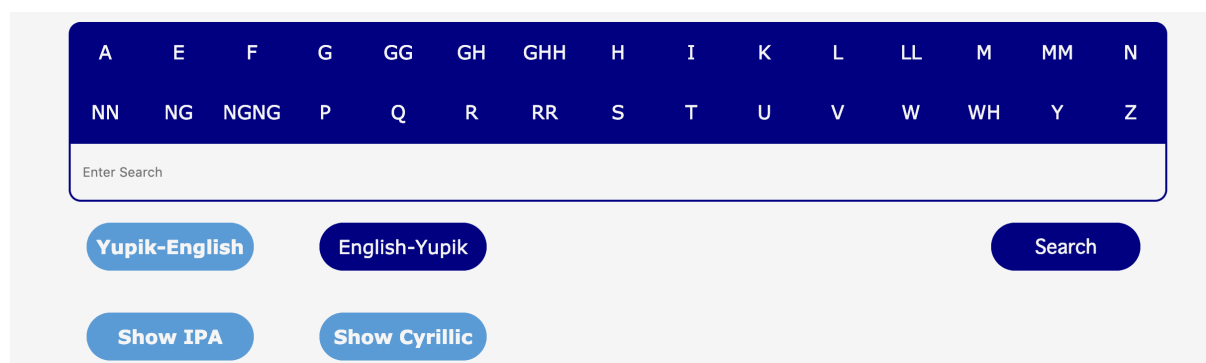 A E F G GG GH GHH H I K L LL M MM N
NN NG NGNG P Q R RR S T U V W WH Y Z
Enter Search
Yupik-English English-Yupik Search
Show IPA Show Cyrillic